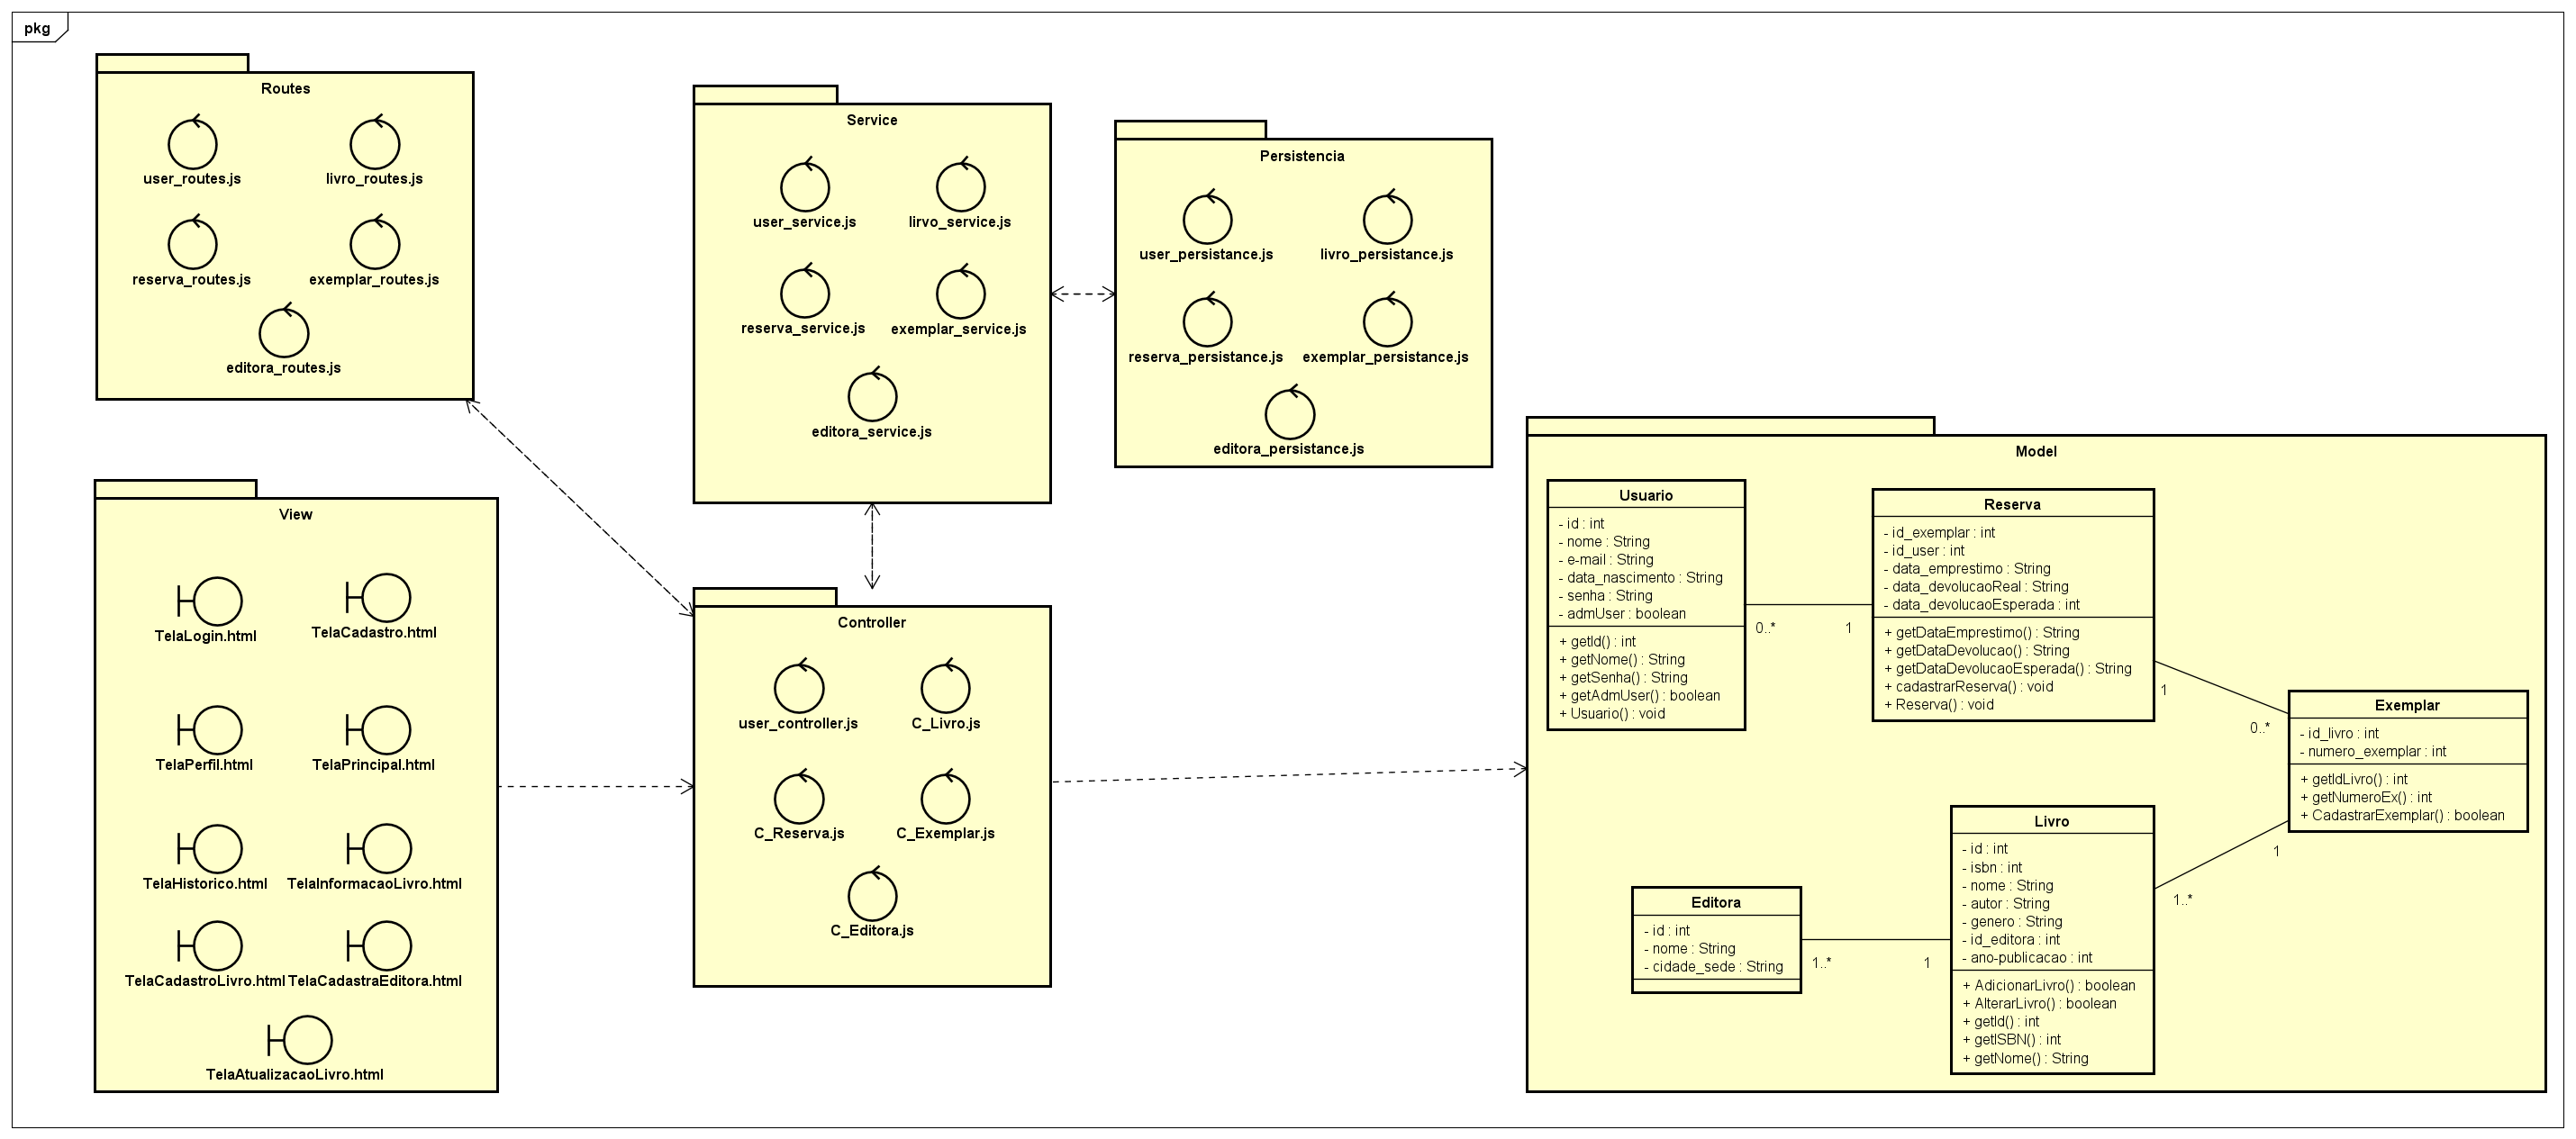 pkg
Routes
user_routes.js
livro_routes.js
reserva_routes.js
exemplar_routes.js
editora_routes.js
Service
user_service.js
lirvo_service.js
reserva_service.js
exemplar_service.js
editora_service.js
Persistencia
user_persistance.js
livro_persistance.js
reserva_persistance.js
exemplar_persistance.js
editora_persistance.js
View
TelaLogin.html
TelaCadastro.html
TelaPerfil.html
TelaPrincipal.html
TelaHistorico.html
TelaInformacaoLivro.html
TelaCadastroLivro.html
TelaCadastraEditora.html
TelaAtualizacaoLivro.html
Controller
user_controller.js
C_Livro.js
C_Reserva.js
C_Exemplar.js
C_Editora.js
Model
Usuario
- id : int
- nome : String
- e-mail : String
- data_nascimento : String
- senha : String
- admUser : boolean
+ getId() : int
+ getNome() : String
+ getSenha() : String
+ getAdmUser() : boolean
+ Usuario() : void
0..*
1
Reserva
- id_exemplar : int
- id_user : int
- data_emprestimo : String
- data_devolucaoReal : String
- data_devolucaoEsperada : int
+ getDataEmprestimo() : String
+ getDataDevolucao() : String
+ getDataDevolucaoEsperada() : String
+ cadastrarReserva() : void
+ Reserva() : void
1
0..*
Exemplar
- id_livro : int
- numero_exemplar : int
+ getIdLivro() : int
+ getNumeroEx() : int
+ CadastrarExemplar() : boolean
1
1..*
Livro
- id : int
- isbn : int
- nome : String
- autor : String
- genero : String
- id_editora : int
- ano-publicacao : int
+ AdicionarLivro() : boolean
+ AlterarLivro() : boolean
+ getId() : int
+ getISBN() : int
+ getNome() : String
Editora
- id : int
- nome : String
- cidade_sede : String
1..*
1